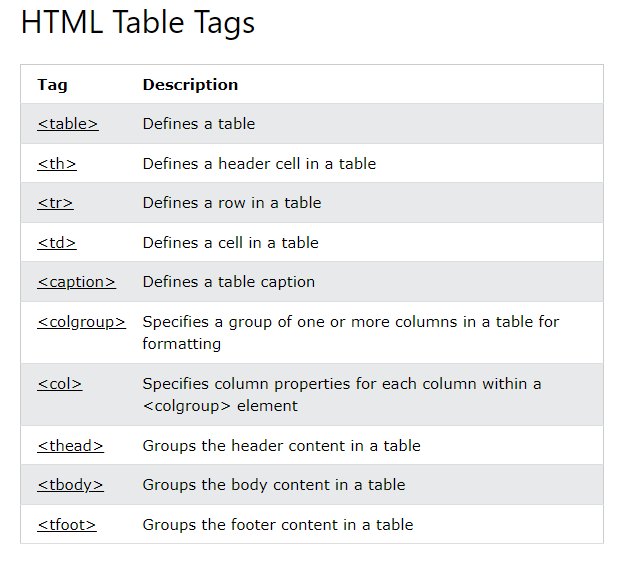 HTML Table Tags
Tag Description
<table> Defines a table
<th> Defines a header cell in a table
<tr> Defines a row in a table
<td> Defines a cell in a table
<caption> Defines a table caption
<colgroup> Specifies a group of one or more columns in a table for
formatting
<col> Specifies column properties for each column within a
<colgroup> element
<thead> Groups the header content in a table
<tbody> Groups the body content in a table
<tfoot> Groups the footer content in a table